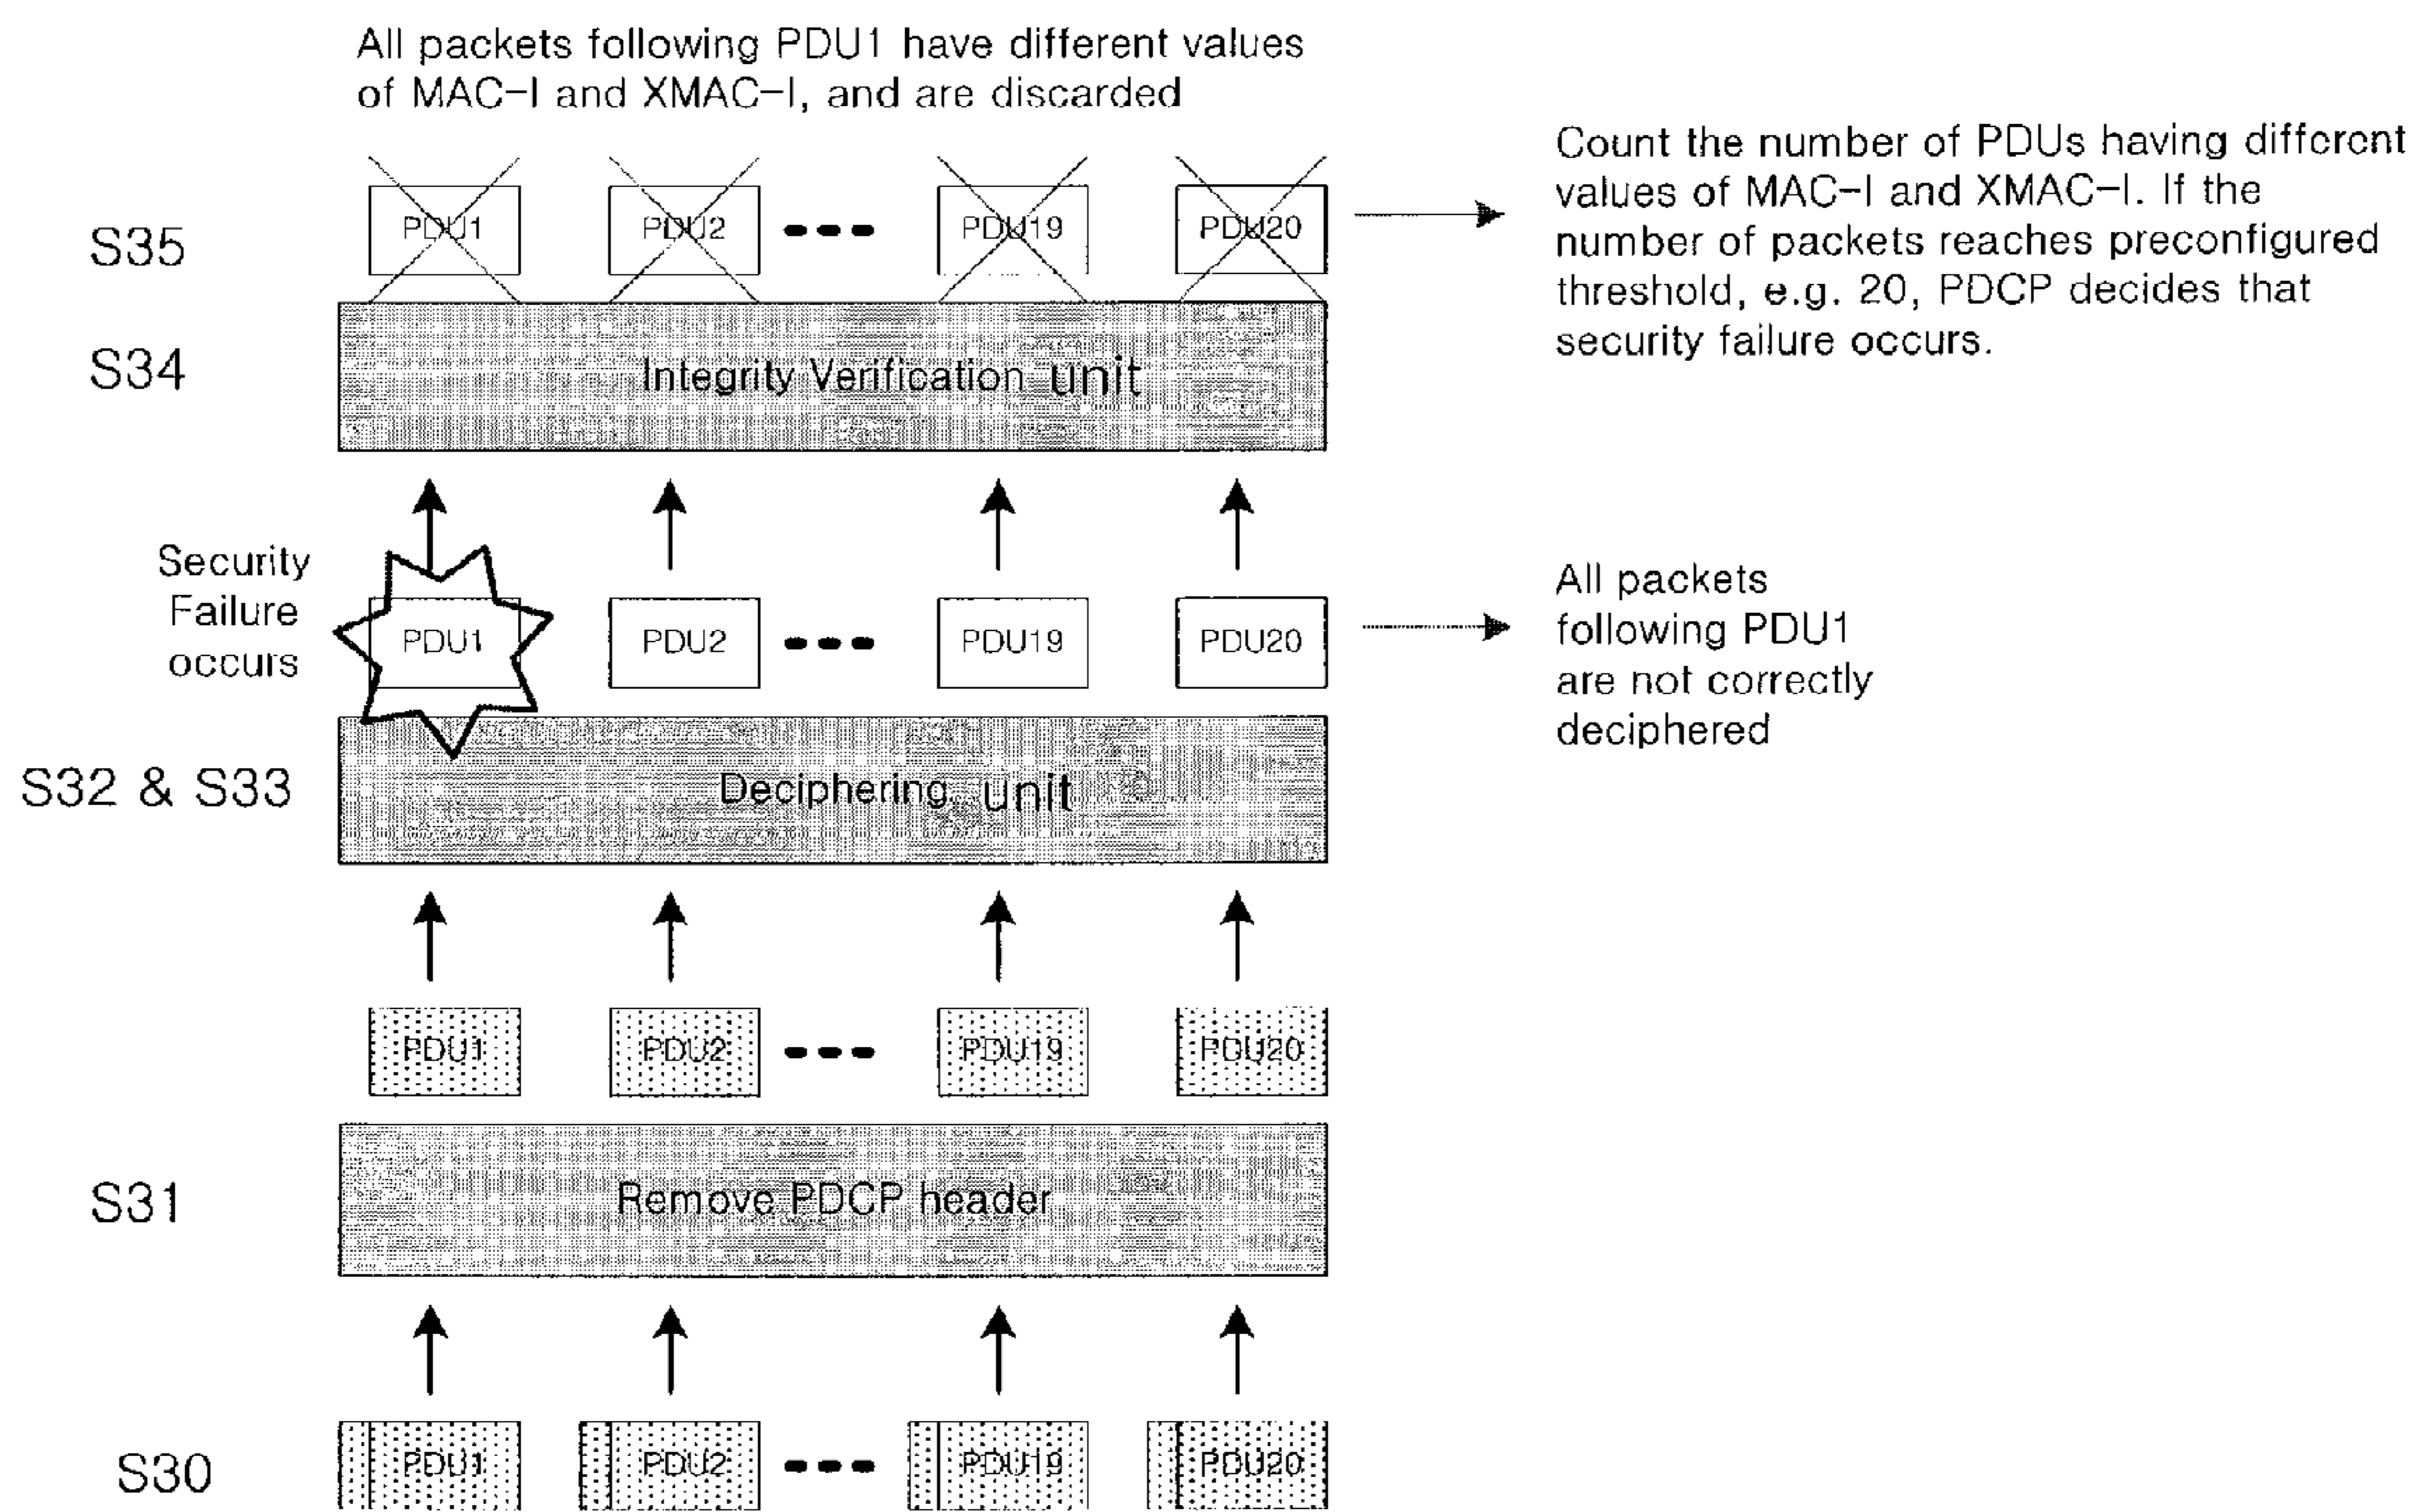 All packets following PDU1 have different values
of MAC-I and XMAC-I, and are discarded
Count the number of PDUs having different
values of MAC-I and XMAC-I. If the
number of packets reaches preconfigured
threshold, e.g. 20, PDCP decides that
security failure occurs.
S35
PDU1
PDU2
PDU19
PDU20
S34
Integrity Verification unit
Security
Failure
occurs
PDU1
PDU2
PDU19
PDU20
All packets
following PDU1
are not correctly
deciphered
S32 & S33
Deciphering unit
PDU1
PDU2
PDU19
PDU20
S31
Remove PDCP header
S30
PDU1
PDU2
PDU19
PDU20